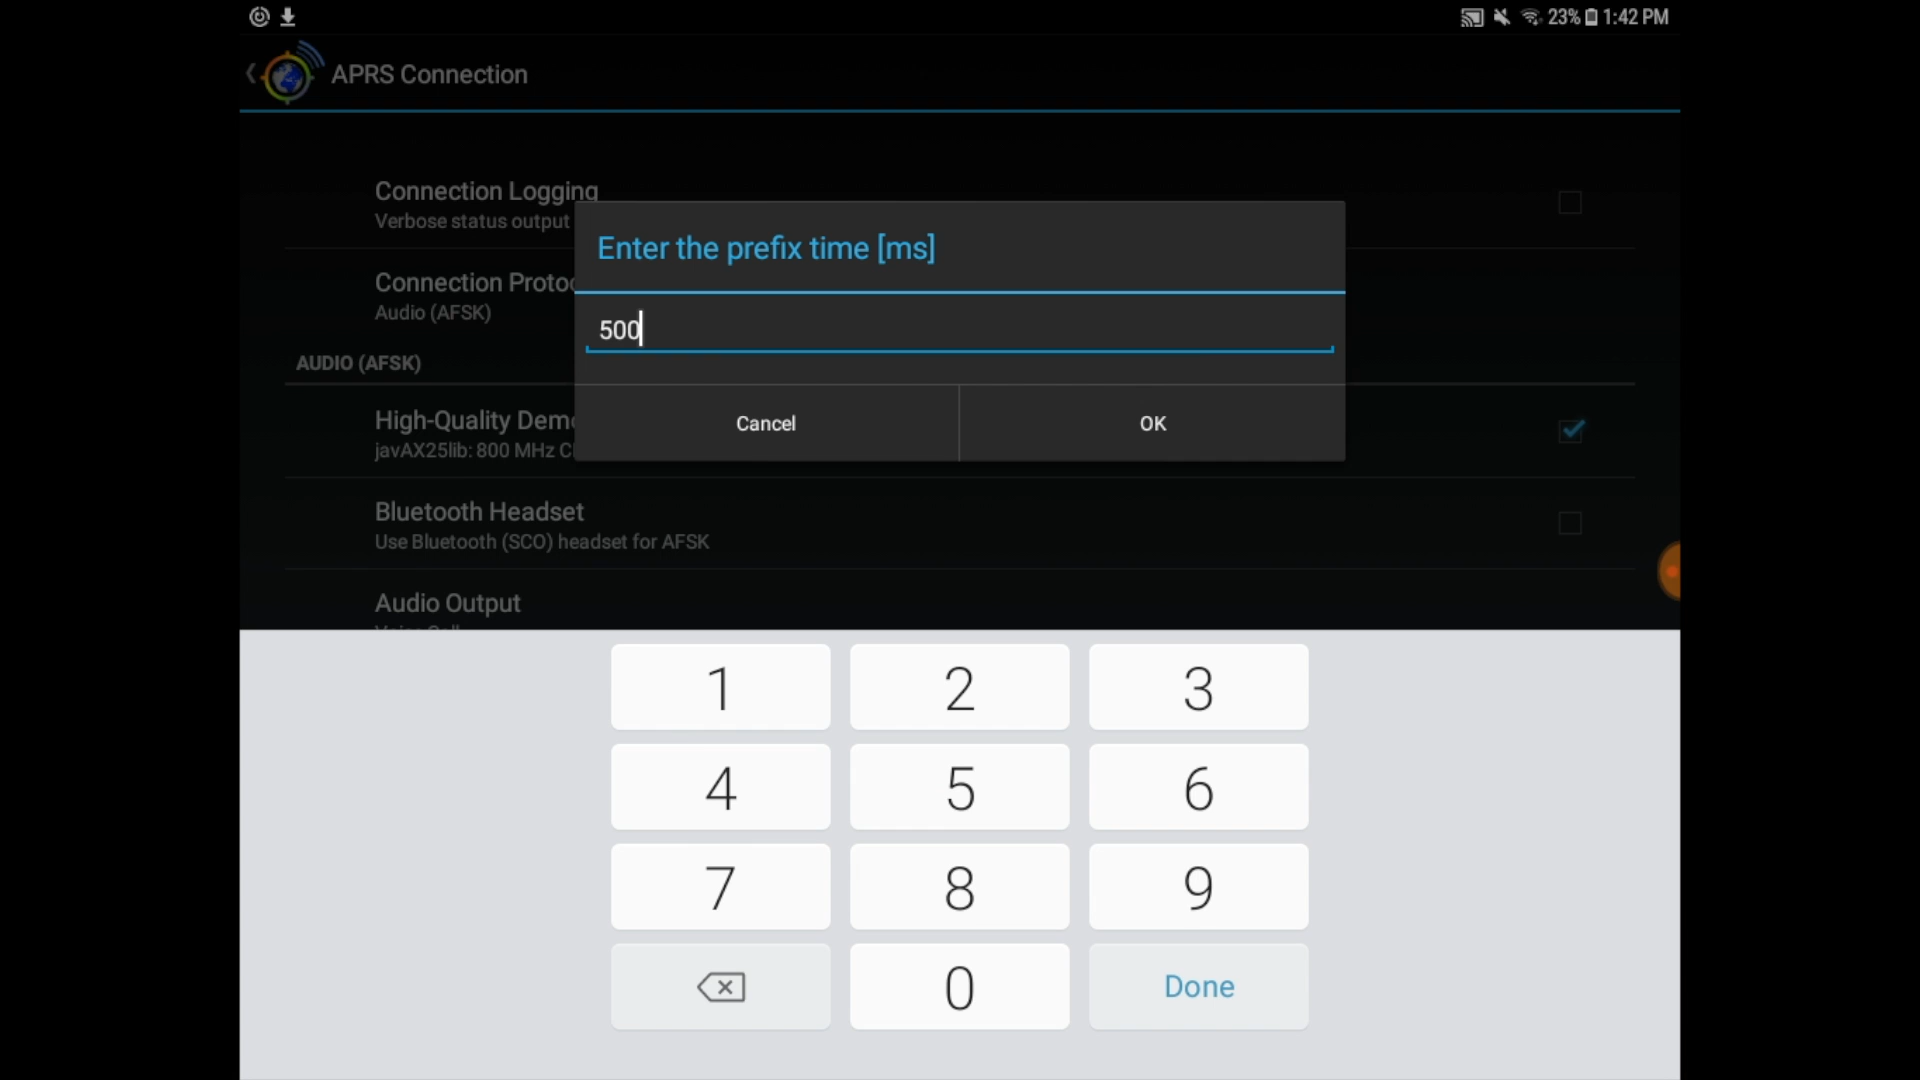 23% 1:42 PM
APRS Connection
Connection Logging
Verbose status output
Enter the prefix time [ms]
Connection Protoc
Audio (AFSK)
500
AUDIO (AFSK)
High-Quality Dem
javAX25lib: 800 MHz C
Cancel OK
Bluetooth Headset
Use Bluetooth (SCO) headset for AFSK
Audio Output
1 2 3
4 5 6
7 8 9
0 Done